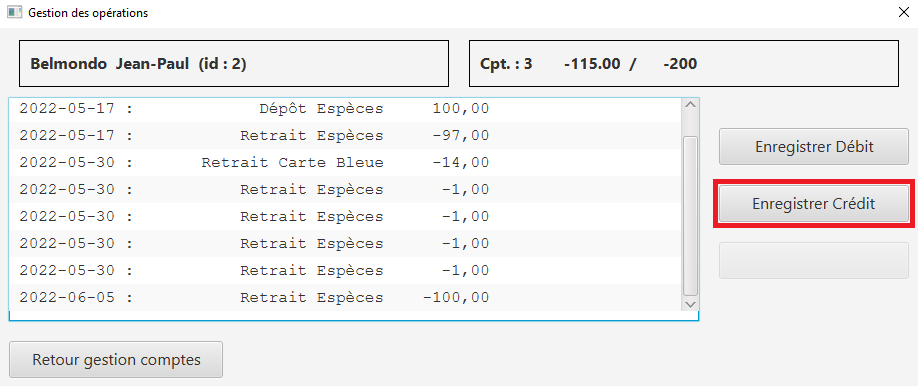 Gestion des opérations
Belmondo Jean-Paul (id : 2)
Cpt. : 3 -115.00 / -200
2022-05-17 : Dépôt Espèces 100,00
2022-05-17 : Retrait Espèces -97,00
2022-05-30 : Retrait Carte Bleue -14,00
2022-05-30 : Retrait Espèces -1,00
2022-05-30 : Retrait Espèces -1,00
2022-05-30 : Retrait Espèces -1,00
2022-05-30 : Retrait Espèces -1,00
2022-06-05 : Retrait Espèces -100,00
Enregistrer Débit
Enregistrer Crédit
Retour gestion comptes